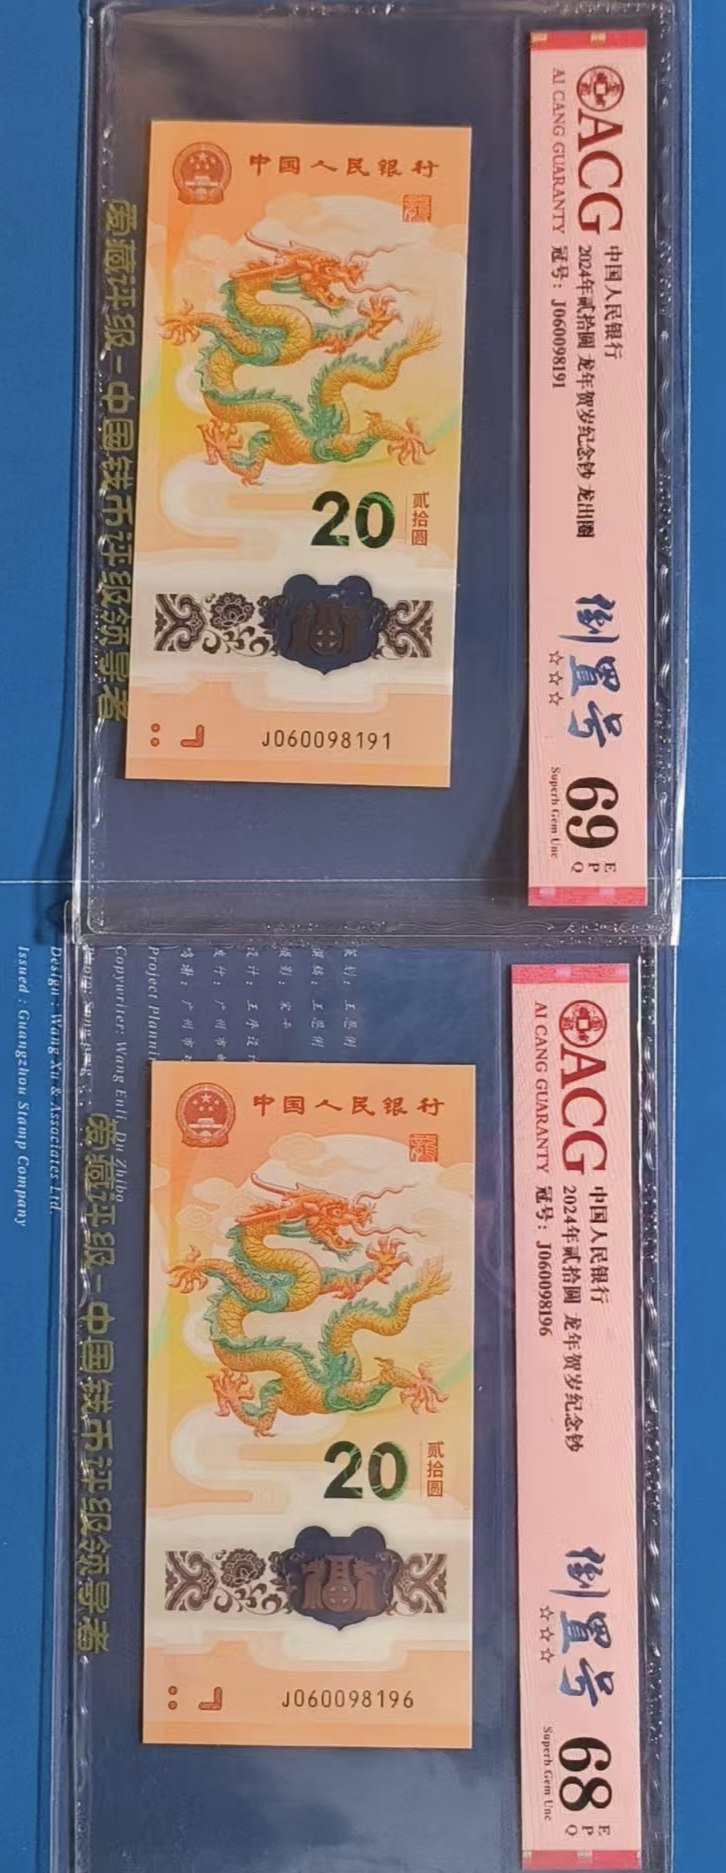 中国人民银行
20
贰拾圆
J060098191
爱藏评级-中国钱币评级领导者
ACG
AI CANG GUARANTY
中国人民银行
2024年贰拾圆 龙年贺岁纪念钞 龙出圈
冠号：J060098191
倒置号
☆☆☆
69
EPQ
Superb Gem Unc
中国人民银行
20
贰拾圆
J060098196
爱藏评级-中国钱币评级领导者
ACG
AI CANG GUARANTY
中国人民银行
2024年贰拾圆 龙年贺岁纪念钞
冠号：J060098196
倒置号
☆☆☆
68
EPQ
Superb Gem Unc
Project Planni
Copywriter: Wang Enli, Du Zhibo
Design: Wang Xu & Associates Ltd.
Issued : Guangzhou Stamp Company